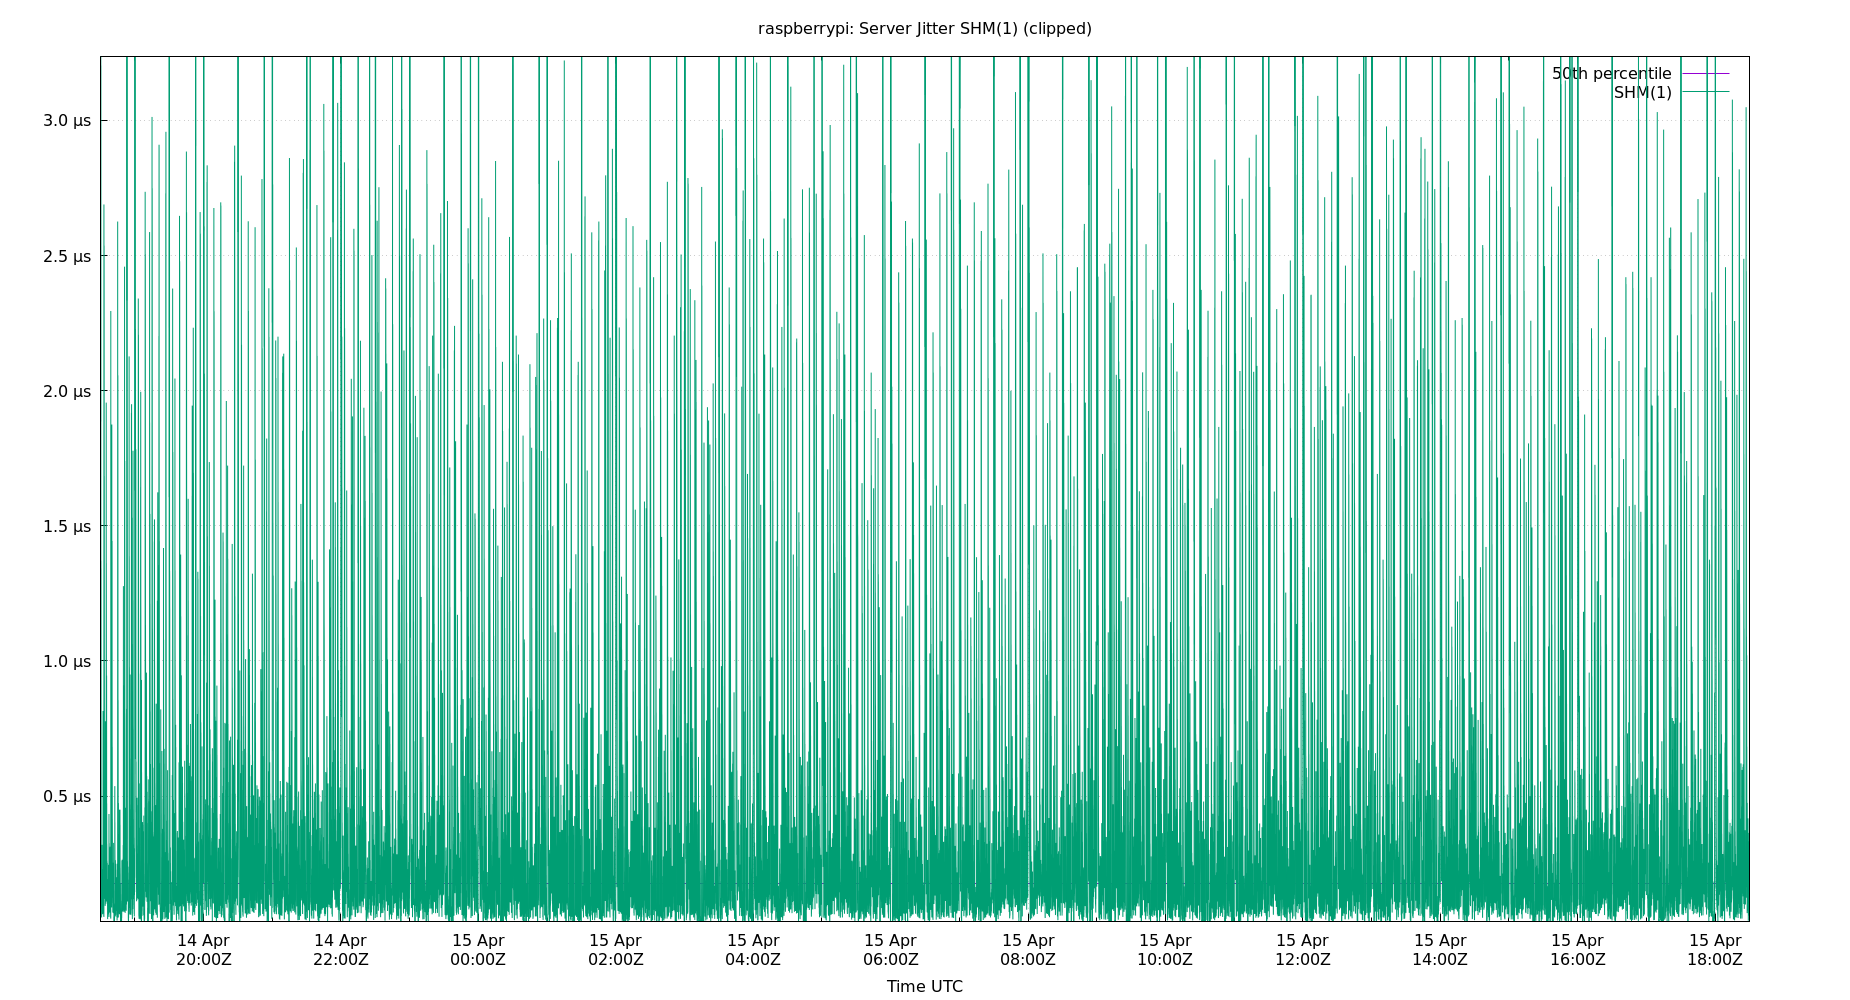 raspberrypi: Server Jitter SHM(1) (clipped)
50th percentile
SHM(1)
3.0 µs
2.5 µs
2.0 µs
1.5 µs
1.0 µs
0.5 µs
14 Apr 14 Apr 15 Apr 15 Apr 15 Apr 15 Apr 15 Apr 15 Apr 15 Apr 15 Apr 15 Apr 15 Apr
20:00Z 22:00Z 00:00Z 02:00Z 04:00Z 06:00Z 08:00Z 10:00Z 12:00Z 14:00Z 16:00Z 18:00Z
Time UTC